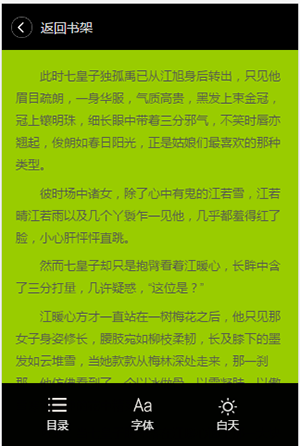 返回书架
此时七皇子独孤禹已从江旭身后转出，只见他
眉目疏朗，一身华服，气质高贵，黑发上束金冠，
冠上镶明珠，细长眼中带着三分邪气，不笑时唇亦
翘起，俊朗如春日阳光，正是姑娘们最喜欢的那种
类型。
彼时场中诸女，除了心中有鬼的江若雪，江若
晴江若雨以及几个丫鬟乍一见他，几乎都羞得红了
脸，小心肝怦怦直跳。
然而七皇子却只是抱臂看着江暖心，长眸中含
了三分打量，几许疑惑，“这位是？”
江暖心方才一直站在一树梅花之后，他只见那
女子身姿修长，腰肢宛如柳枝柔韧，长及膝下的墨
发如云堆雪，当她款款从梅林深处走来，那一刹
目录
字体
白天